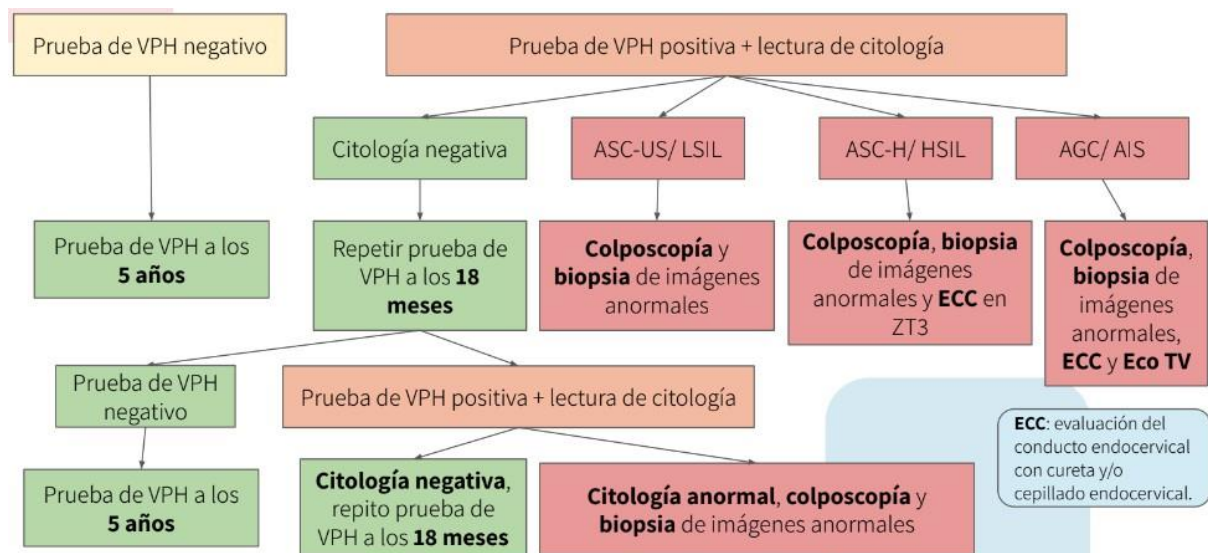 Prueba de VPH negativo
Prueba de VPH positiva + lectura de citología
Citología negativa
ASC-US/ LSIL
ASC-H/ HSIL
AGC/ AIS
Prueba de VPH a los
5 años
Repetir prueba de
VPH a los 18
meses
Colposcopía y
biopsia de imágenes
anormales
Colposcopía, biopsia
de imágenes
anormales y ECC en
ZT3
Colposcopía,
biopsia de
imágenes
anormales,
ECC y Eco TV
Prueba de VPH
negativo
Prueba de VPH positiva + lectura de citología
ECC: evaluación del
conducto endocervical
con cureta y/o
cepillado endocervical.
Prueba de VPH a los
5 años
Citología negativa,
repito prueba de
VPH a los 18 meses
Citología anormal, colposcopía y
biopsia de imágenes anormales